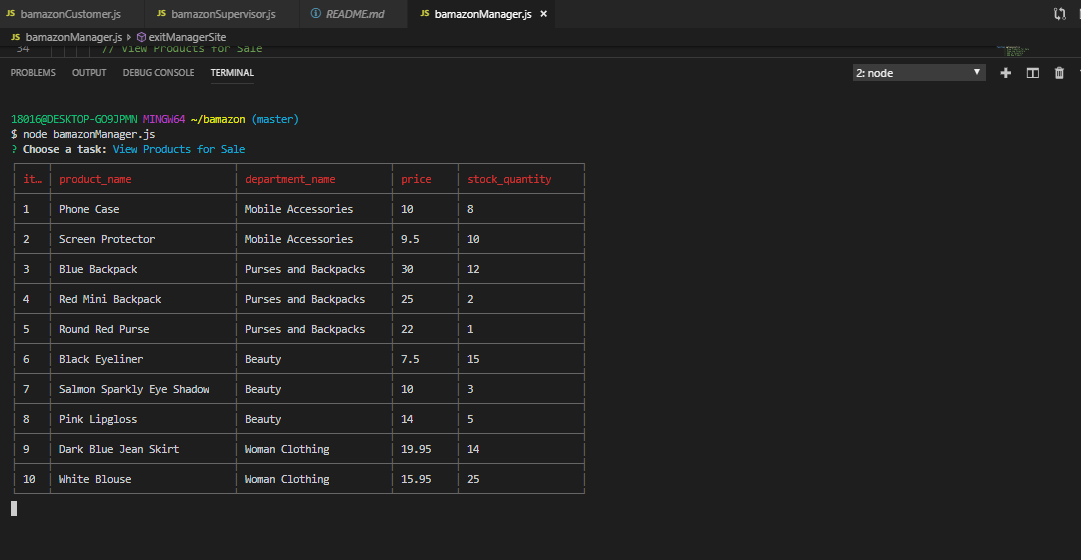 JS bamazonCustomer.js JS bamazonSupervisor.js README.md JS bamazonManager.js
JS bamazonManager.js exitManagerSite
34 // View Products for Sale
PROBLEMS OUTPUT DEBUG CONSOLE TERMINAL 2: node
18016@DESKTOP-GO9JPMN MINGW64 ~/bamazon (master)
$ node bamazonManager.js
? Choose a task: View Products for Sale
it… product_name department_name price stock_quantity
1 Phone Case Mobile Accessories 10 8
2 Screen Protector Mobile Accessories 9.5 10
3 Blue Backpack Purses and Backpacks 30 12
4 Red Mini Backpack Purses and Backpacks 25 2
5 Round Red Purse Purses and Backpacks 22 1
6 Black Eyeliner Beauty 7.5 15
7 Salmon Sparkly Eye Shadow Beauty 10 3
8 Pink Lipgloss Beauty 14 5
9 Dark Blue Jean Skirt Woman Clothing 19.95 14
10 White Blouse Woman Clothing 15.95 25